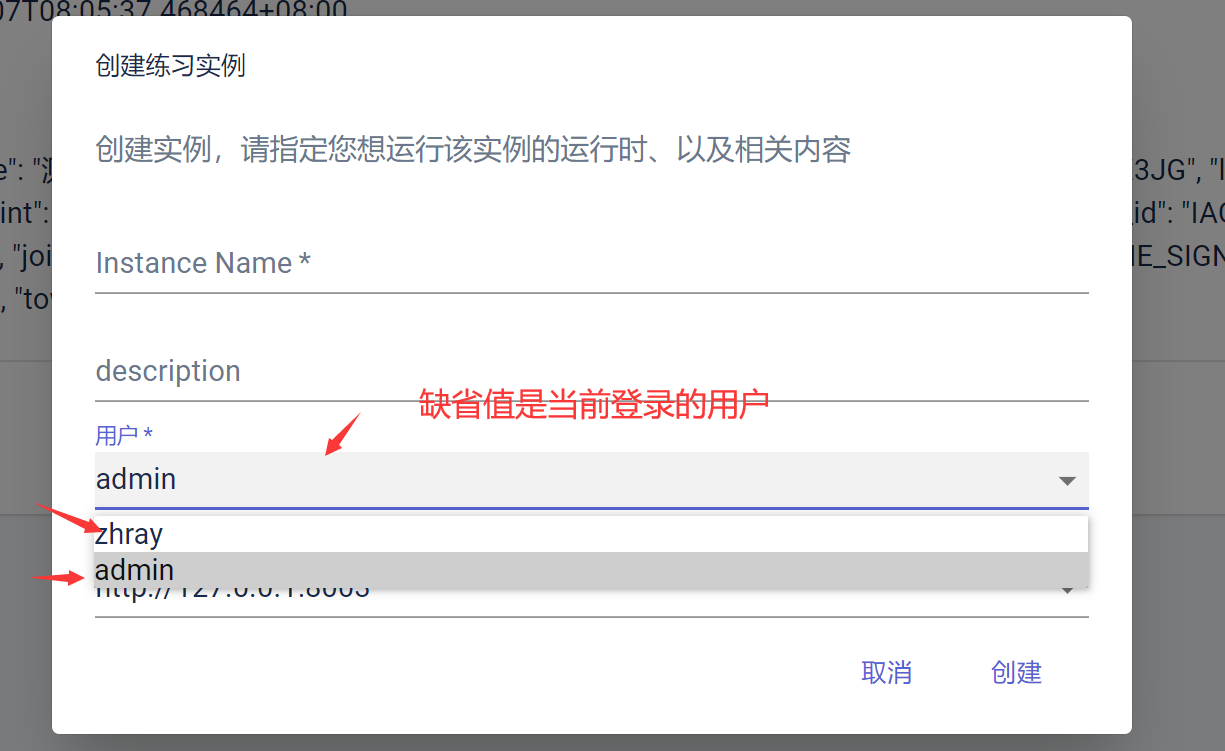 07T08:05:37.468464+08:00
创建练习实例
创建实例，请指定您想运行该实例的运行时、以及相关内容
e": "测
3JG", "l
int":
_id": "IAC
Instance Name *
, "joi
IE_SIGN
, "tov
description
缺省值是当前登录的用户
用户 *
admin
zhray
admin
http://127.0.0.1:8003
取消
创建